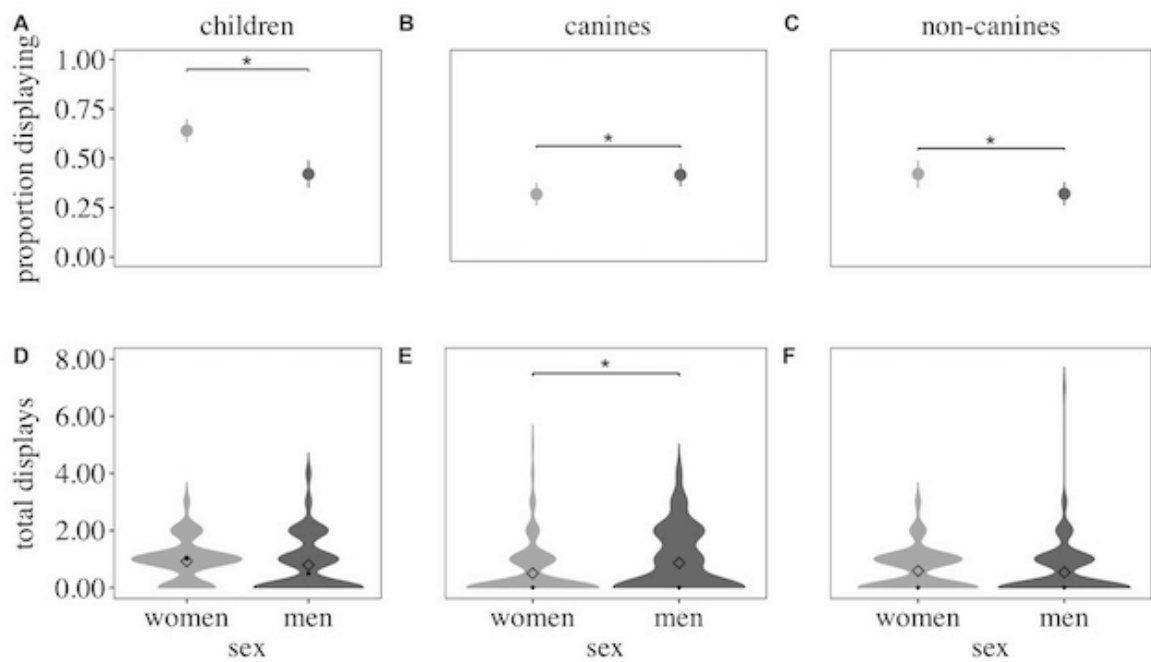 A children B canines C non-canines
proportion displaying
1.00
0.75
0.50
0.25
0.00
* * *
D E F
total displays
8.00
6.00
4.00
2.00
0.00
*
women men women men women men
sex sex sex